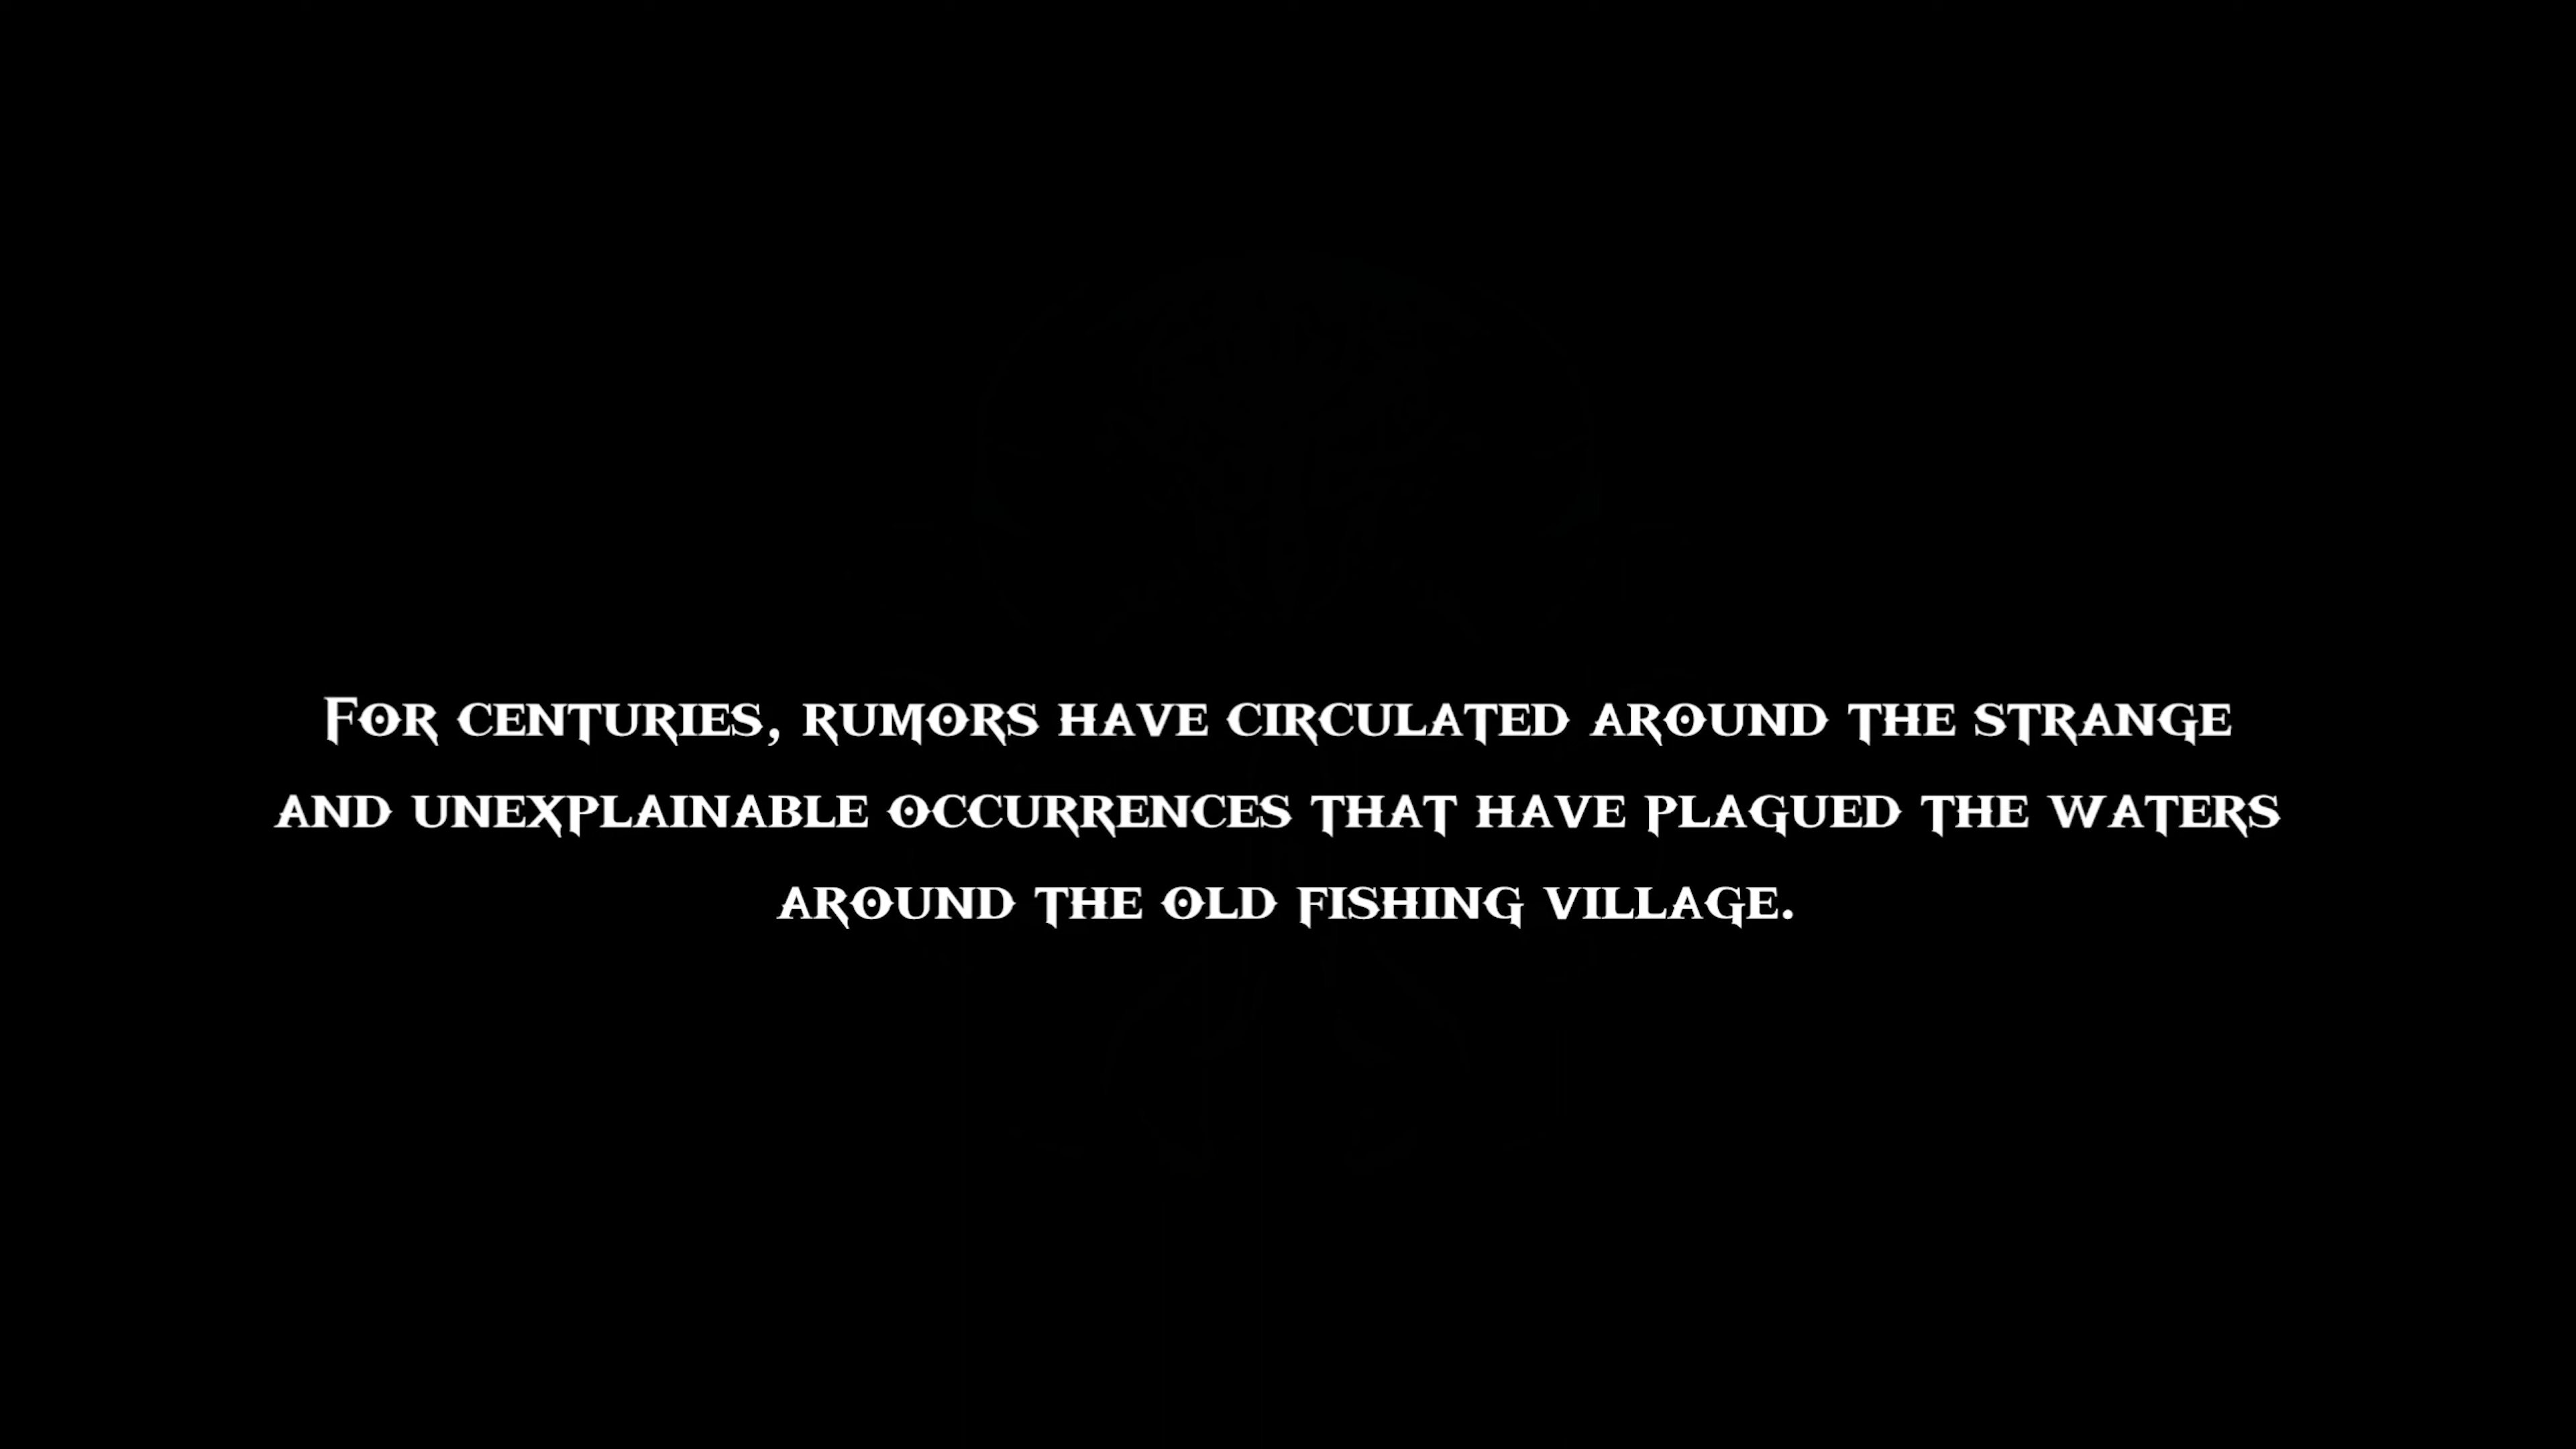 For centuries, rumors have circulated around the strange
and unexplainable occurrences that have plagued the waters
around the old fishing village.